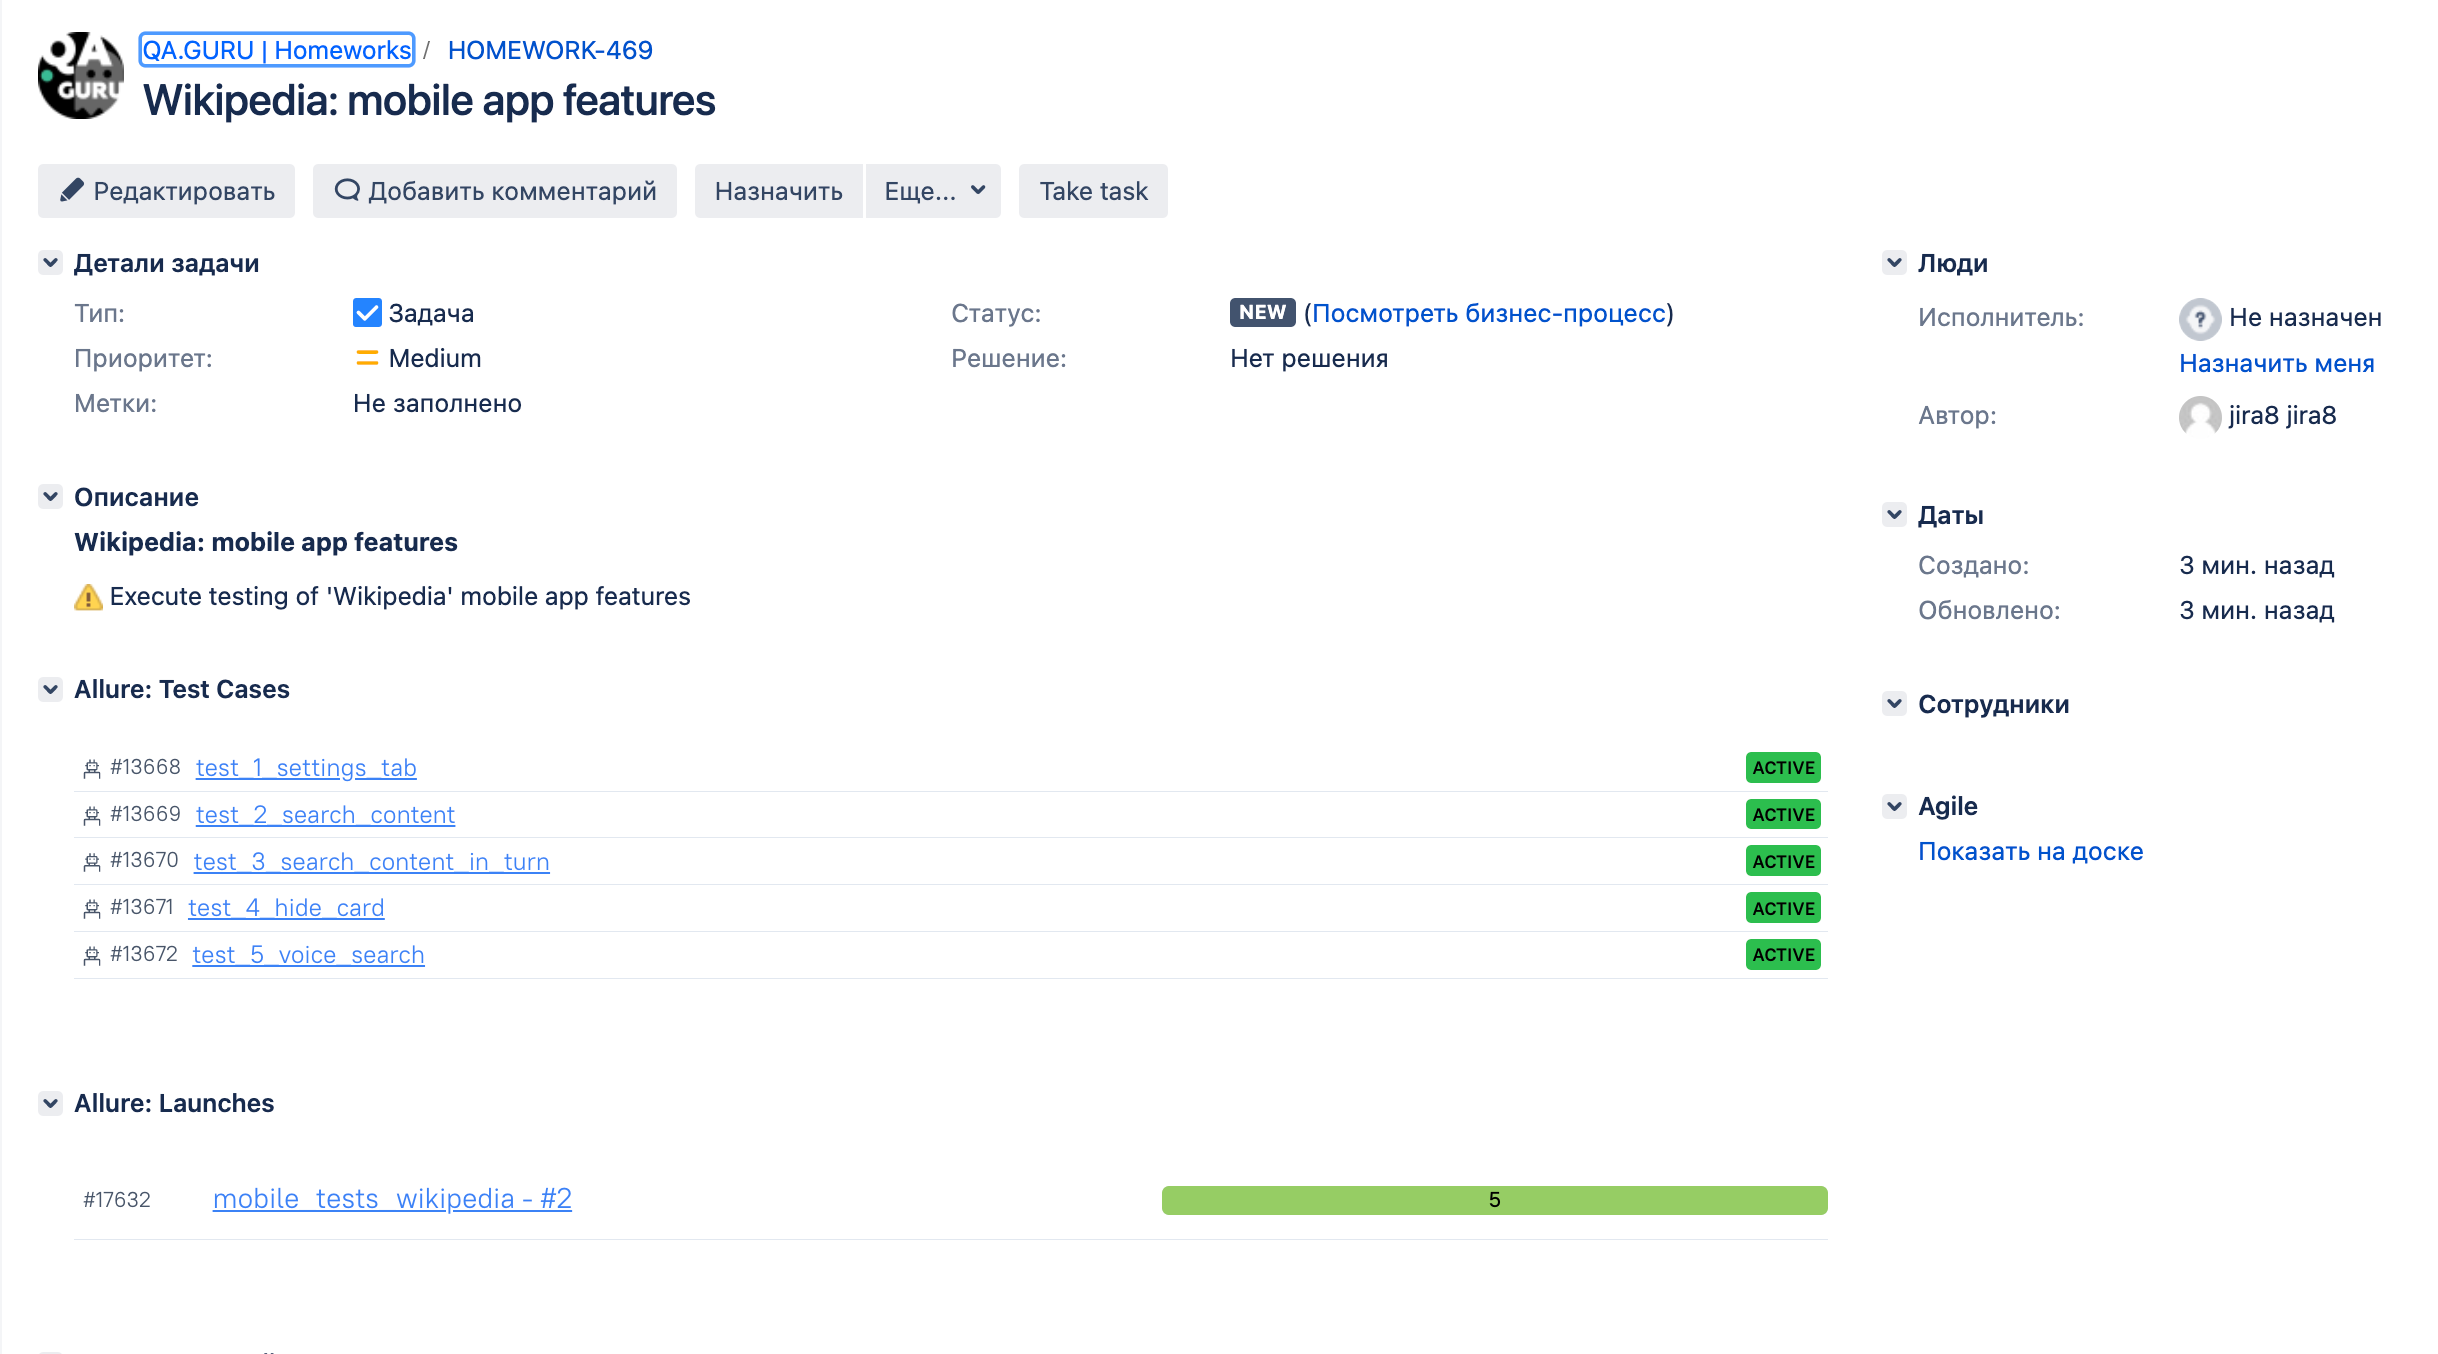 QA GURU
QA.GURU | Homeworks / HOMEWORK-469
Wikipedia: mobile app features
Редактировать Добавить комментарий Назначить Еще... Take task
Детали задачи
Тип: Задача
Статус: NEW (Посмотреть бизнес-процесс)
Приоритет: Medium
Решение: Нет решения
Метки: Не заполнено
Описание
Wikipedia: mobile app features
Execute testing of 'Wikipedia' mobile app features
Allure: Test Cases
#13668 test_1_settings_tab ACTIVE
#13669 test_2_search_content ACTIVE
#13670 test_3_search_content_in_turn ACTIVE
#13671 test_4_hide_card ACTIVE
#13672 test_5_voice_search ACTIVE
Allure: Launches
#17632 mobile_tests_wikipedia - #2 5
Люди
Исполнитель: Не назначен
Назначить меня
Автор: jira8 jira8
Даты
Создано: 3 мин. назад
Обновлено: 3 мин. назад
Сотрудники
Agile
Показать на доске